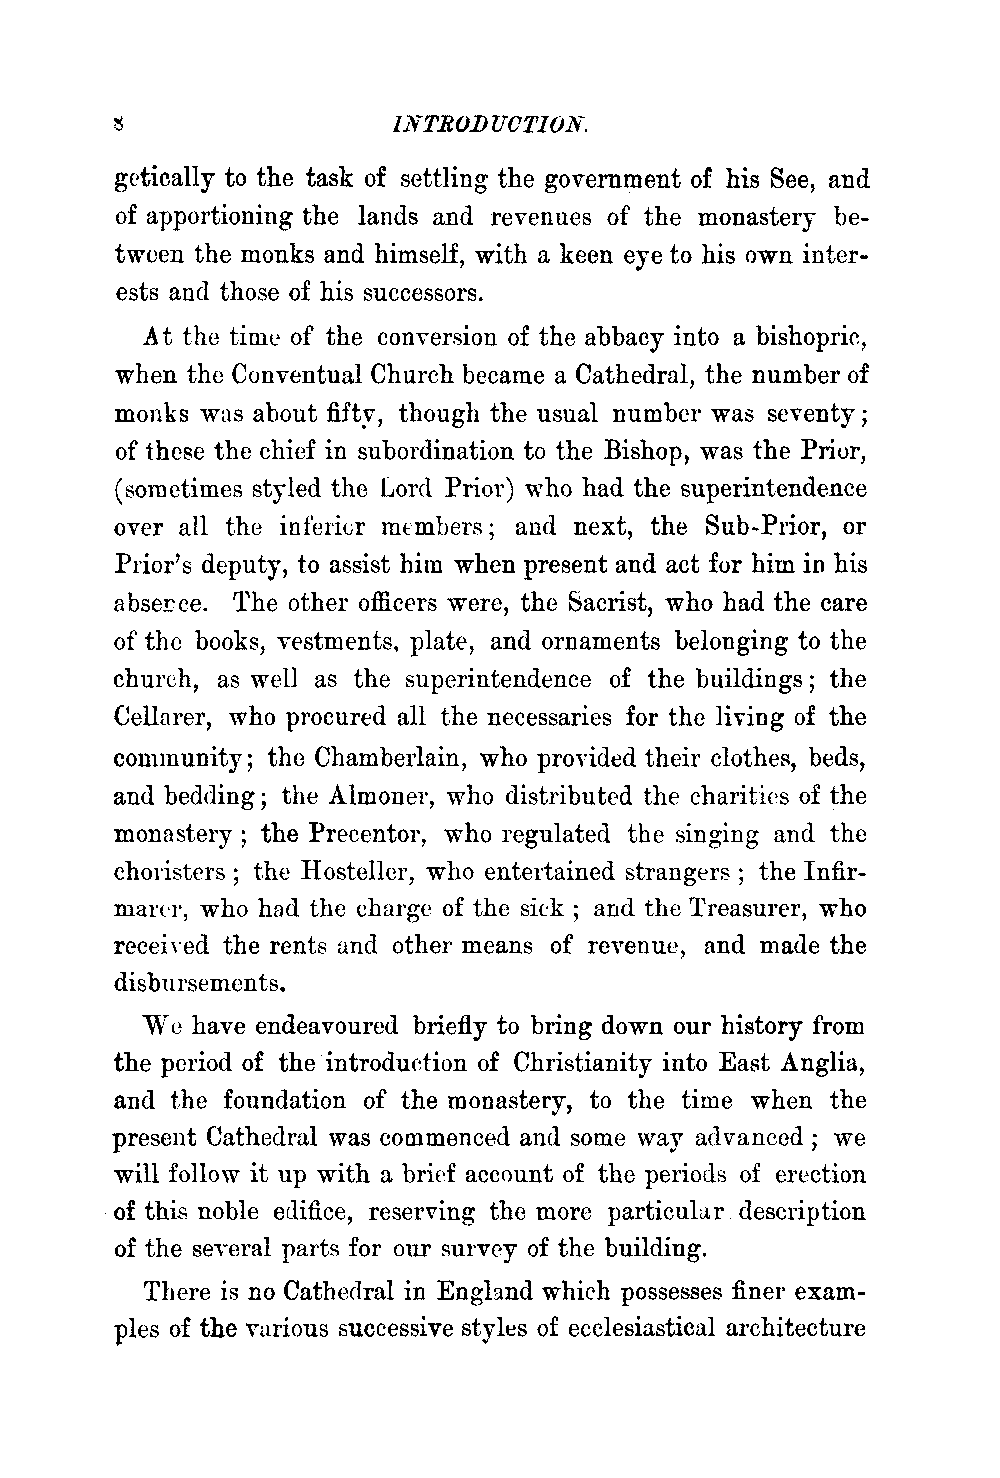 8 INTRODUCTION.
getically to the task of settling the government of his See, and
of apportioning the lands and revenues of the monastery be-
tween the monks and himself, with a keen eye to his own inter-
ests and those of his successors.
At the time of the conversion of the abbacy into a bishopric,
when the Conventual Church became a Cathedral, the number of
monks was about fifty, though the usual number was seventy;
of these the chief in subordination to the Bishop, was the Prior,
(sometimes styled the Lord Prior) who had the superintendence
over all the inferior members; and next, the Sub-Prior, or
Prior's deputy, to assist him when present and act for him in his
absence. The other officers were, the Sacrist, who had the care
of the books, vestments, plate, and ornaments belonging to the
church, as well as the superintendence of the buildings; the
Cellarer, who procured all the necessaries for the living of the
community; the Chamberlain, who provided their clothes, beds,
and bedding; the Almoner, who distributed the charities of the
monastery; the Precentor, who regulated the singing and the
choristers; the Hosteller, who entertained strangers; the Infir-
marer, who had the charge of the sick; and the Treasurer, who
received the rents and other means of revenue, and made the
disbursements.
We have endeavoured briefly to bring down our history from
the period of the introduction of Christianity into East Anglia,
and the foundation of the monastery, to the time when the
present Cathedral was commenced and some way advanced; we
will follow it up with a brief account of the periods of erection
of this noble edifice, reserving the more particular description
of the several parts for our survey of the building.
There is no Cathedral in England which possesses finer exam-
ples of the various successive styles of ecclesiastical architecture